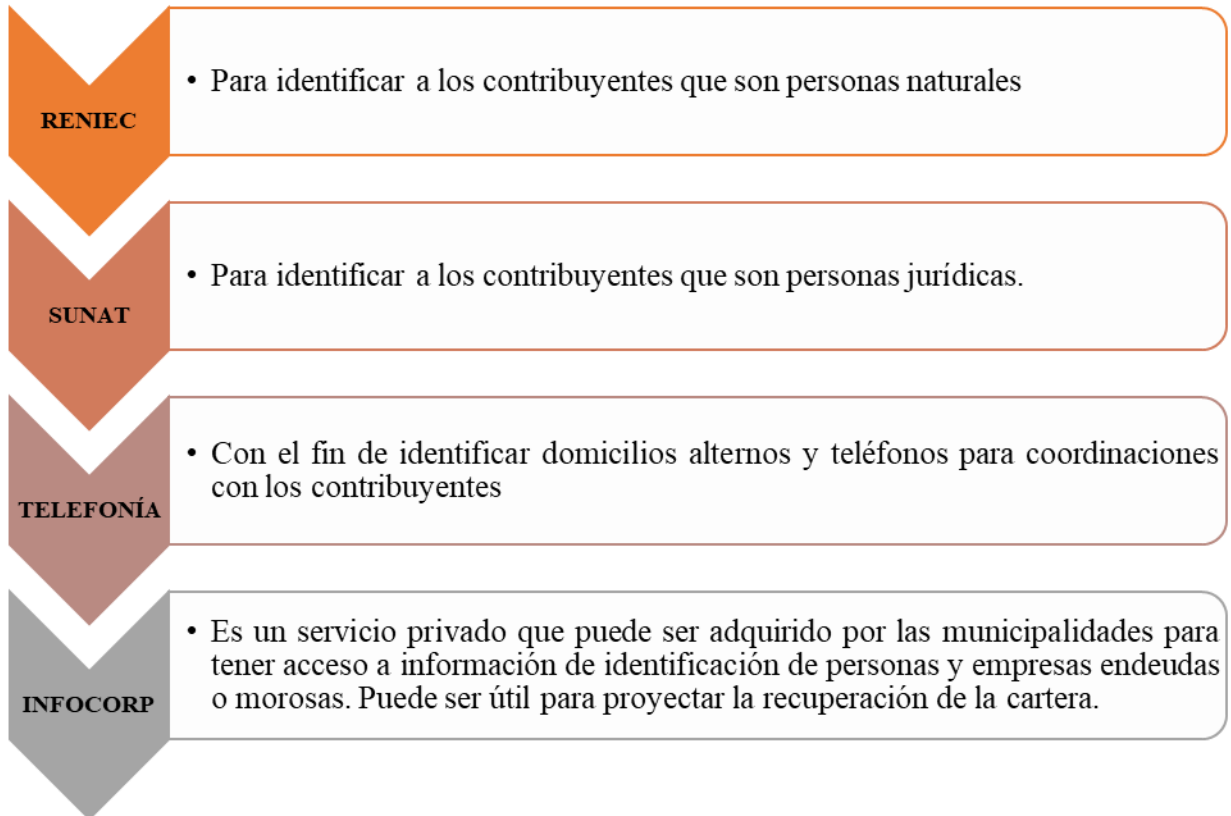 RENIEC
• Para identificar a los contribuyentes que son personas naturales
SUNAT
• Para identificar a los contribuyentes que son personas jurídicas.
TELEFONÍA
• Con el fin de identificar domicilios alternos y teléfonos para coordinaciones
con los contribuyentes
INFOCORP
• Es un servicio privado que puede ser adquirido por las municipalidades para
tener acceso a información de identificación de personas y empresas endeudas
o morosas. Puede ser útil para proyectar la recuperación de la cartera.